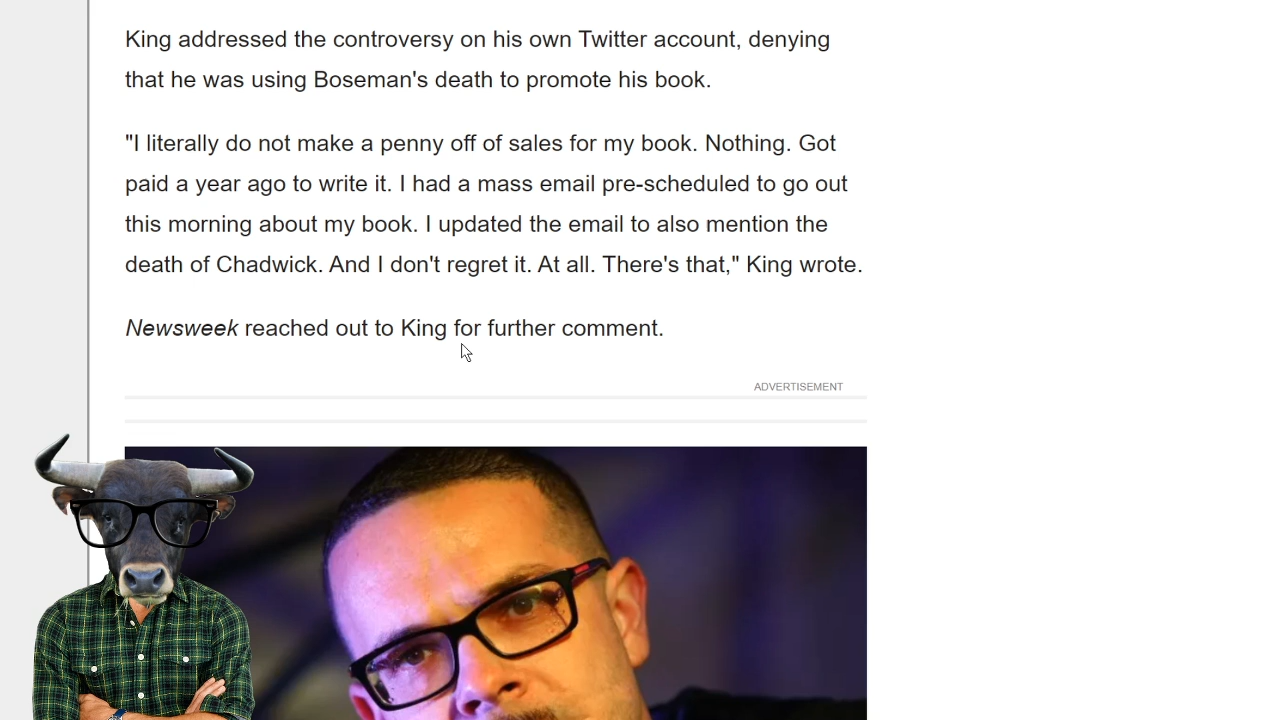 King addressed the controversy on his own Twitter account, denying
that he was using Boseman's death to promote his book.
"I literally do not make a penny off of sales for my book. Nothing. Got
paid a year ago to write it. I had a mass email pre-scheduled to go out
this morning about my book. I updated the email to also mention the
death of Chadwick. And I don't regret it. At all. There's that," King wrote.
Newsweek reached out to King for further comment.
ADVERTISEMENT